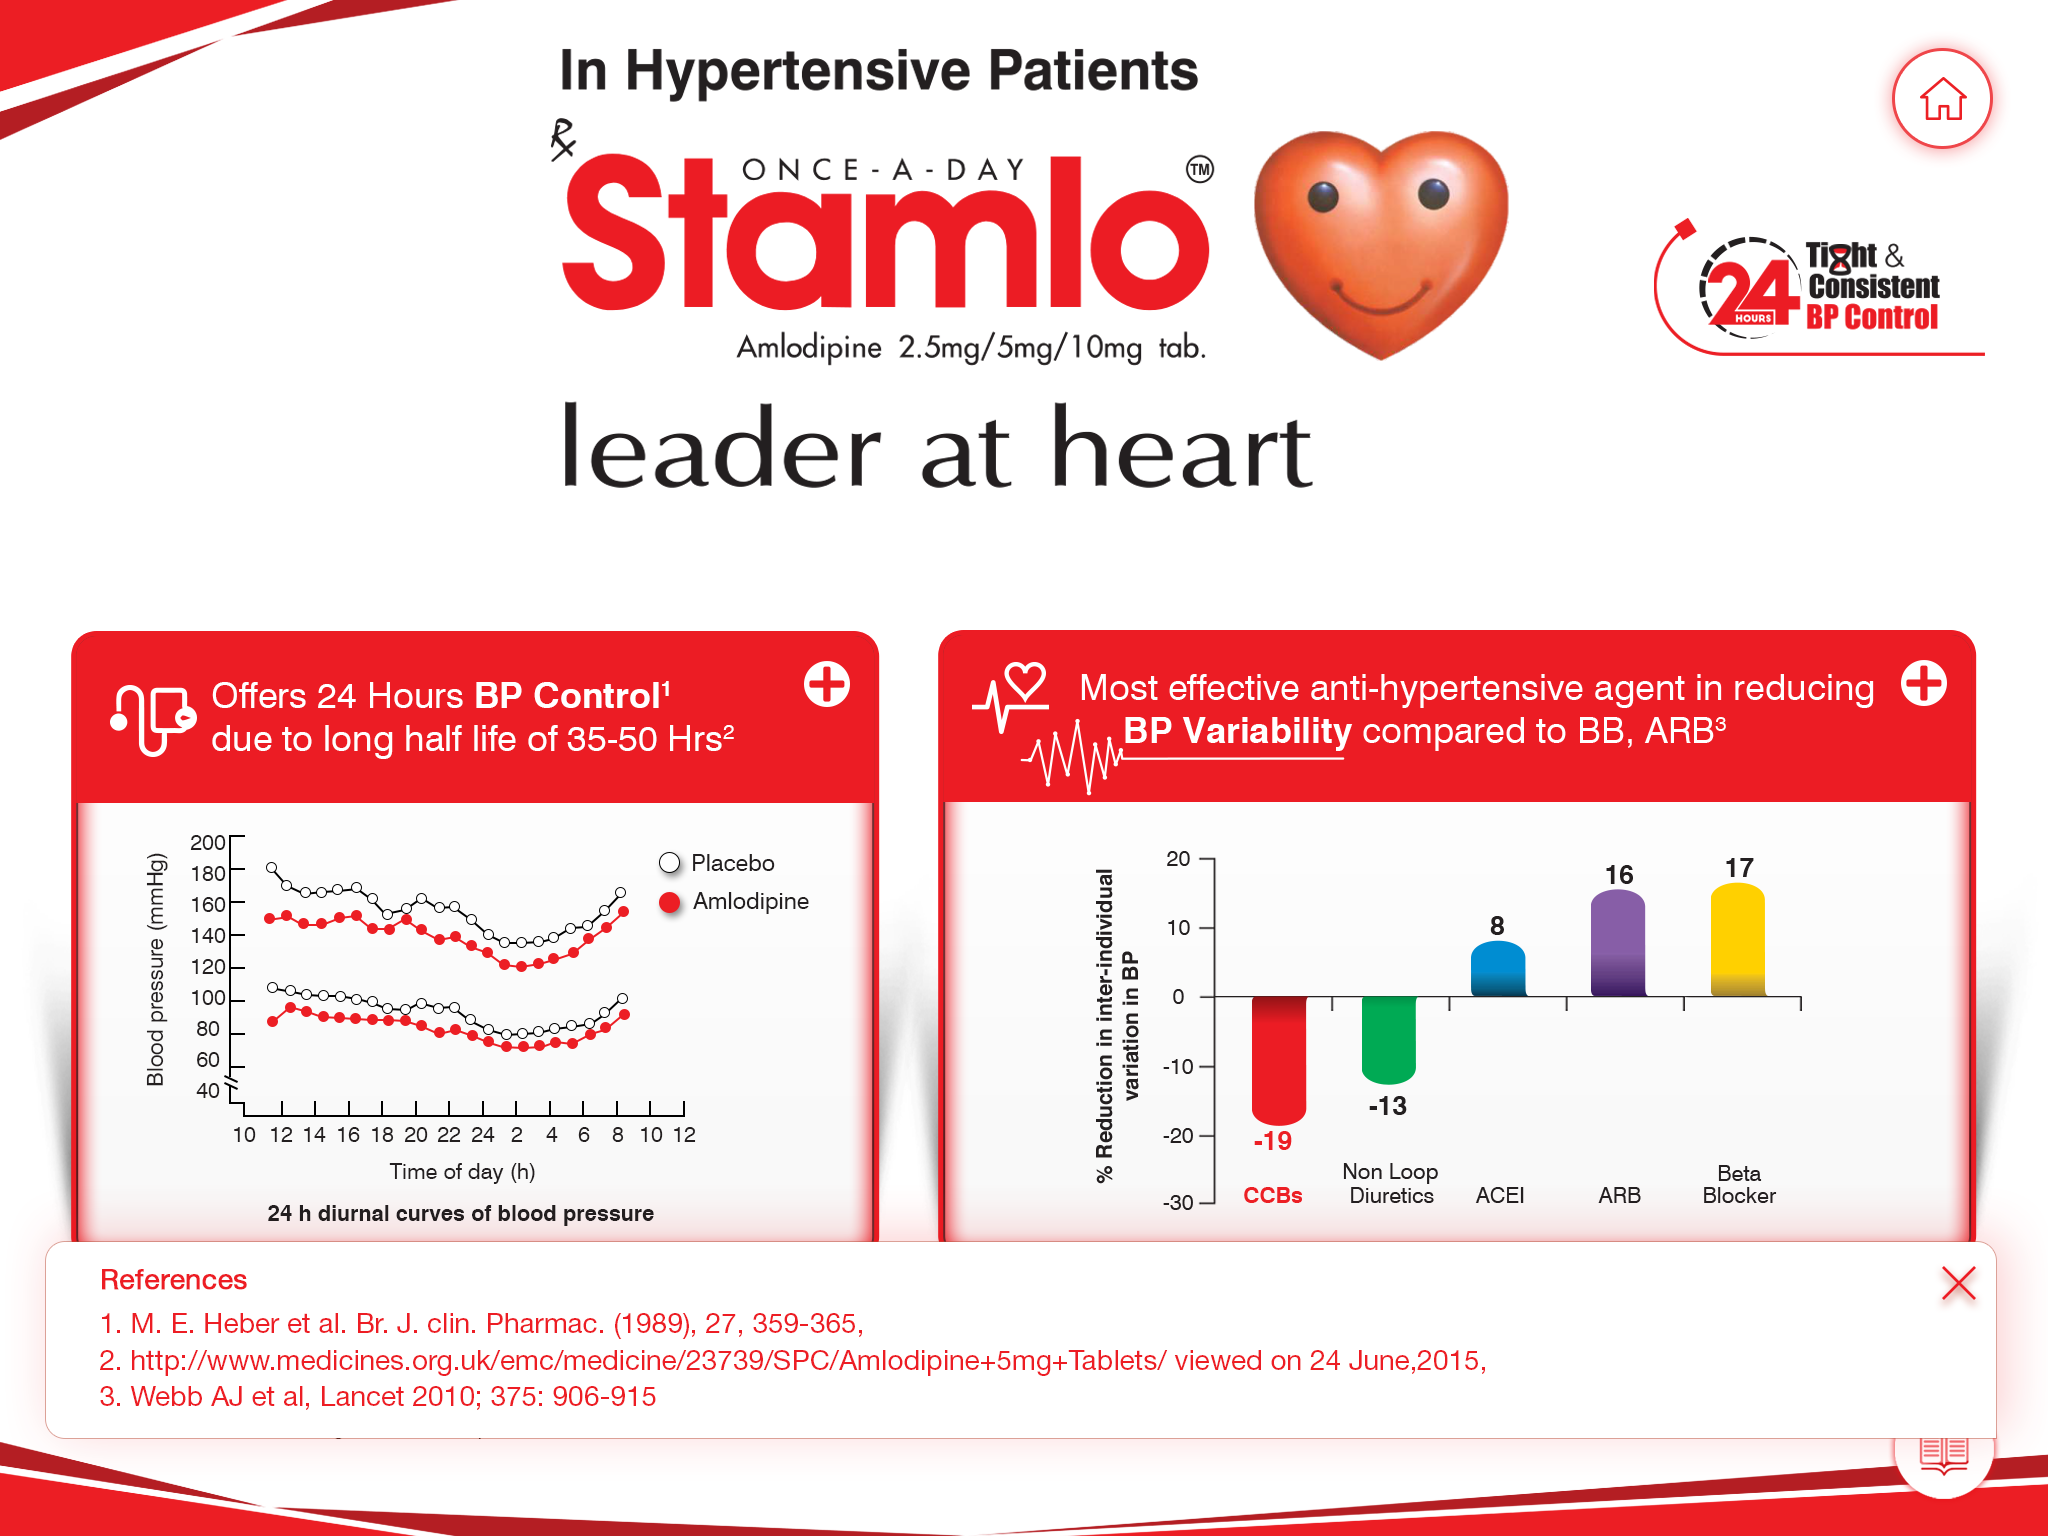 In Hypertensive Patients
℞
ONCE-A-DAY
Stamlo™
Amlodipine 2.5mg/5mg/10mg tab.
leader at heart
24 HOURS
Tight &
Consistent
BP Control
Offers 24 Hours BP Control¹
due to long half life of 35-50 Hrs²
Blood pressure (mmHg)
200
180
160
140
120
100
80
60
40
Placebo
Amlodipine
10 12 14 16 18 20 22 24 2 4 6 8 10 12
Time of day (h)
24 h diurnal curves of blood pressure
Most effective anti-hypertensive agent in reducing
BP Variability compared to BB, ARB³
% Reduction in inter-individual
variation in BP
20
10
0
-10
-20
-30
-19
-13
8
16
17
CCBs
Non Loop
Diuretics
ACEI
ARB
Beta
Blocker
References
1. M. E. Heber et al. Br. J. clin. Pharmac. (1989), 27, 359-365,
2. http://www.medicines.org.uk/emc/medicine/23739/SPC/Amlodipine+5mg+Tablets/ viewed on 24 June,2015,
3. Webb AJ et al, Lancet 2010; 375: 906-915